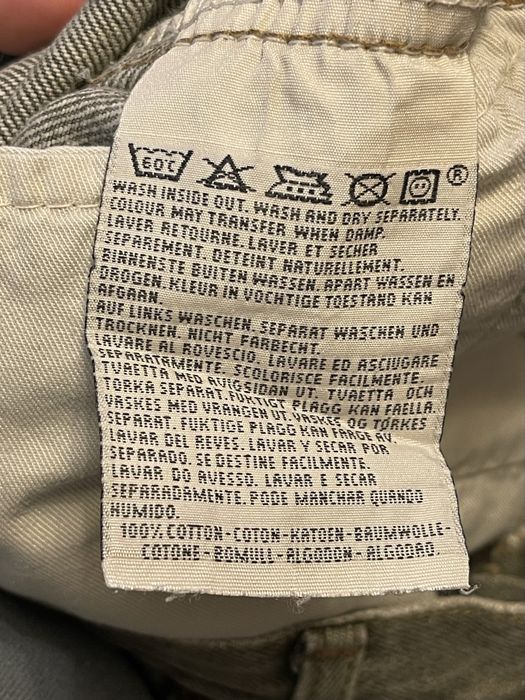 60°C ®
WASH INSIDE OUT. WASH AND DRY SEPARATELY.
COLOUR MAY TRANSFER WHEN DAMP.
LAVER RETOURNE. LAVER ET SECHER
SEPAREMENT. DETEINT NATURELLEMENT.
BINNENSTE BUITEN WASSEN. APART WASSEN EN
DROGEN. KLEUR IN VOCHTIGE TOESTAND KAN
AFGAAN.
AUF LINKS WASCHEN. SEPARAT WASCHEN UND
TROCKNEN. NICHT FARBECHT.
LAVARE AL ROVESCIO, LAVARE ED ASCIUGARE
SEPARATAMENTE. SCOLORISCE FACILMENTE.
TVAETTA MED AVIGSIDAN UT. TVAETTA OCH
TORKA SEPARAT. FUKTIGT PLAGG KAN FAELLA.
VASKES MED VRANGEN UT. VASKES OG TORKES
SEPARAT. FUKTIGE PLAGG KAN FARGE AV.
LAVAR DEL REVES. LAVAR Y SECAR POR
SEPARADO. SE DESTINE FACILMENTE.
LAVAR DO AVESSO. LAVAR E SECAR
SEPARADAMENTE. PODE MANCHAR QUANDO
HUMIDO.
100% COTTON-COTON-KATOEN-BAUMWOLLE-
COTONE-BOMULL-ALGODON-ALGODAO.